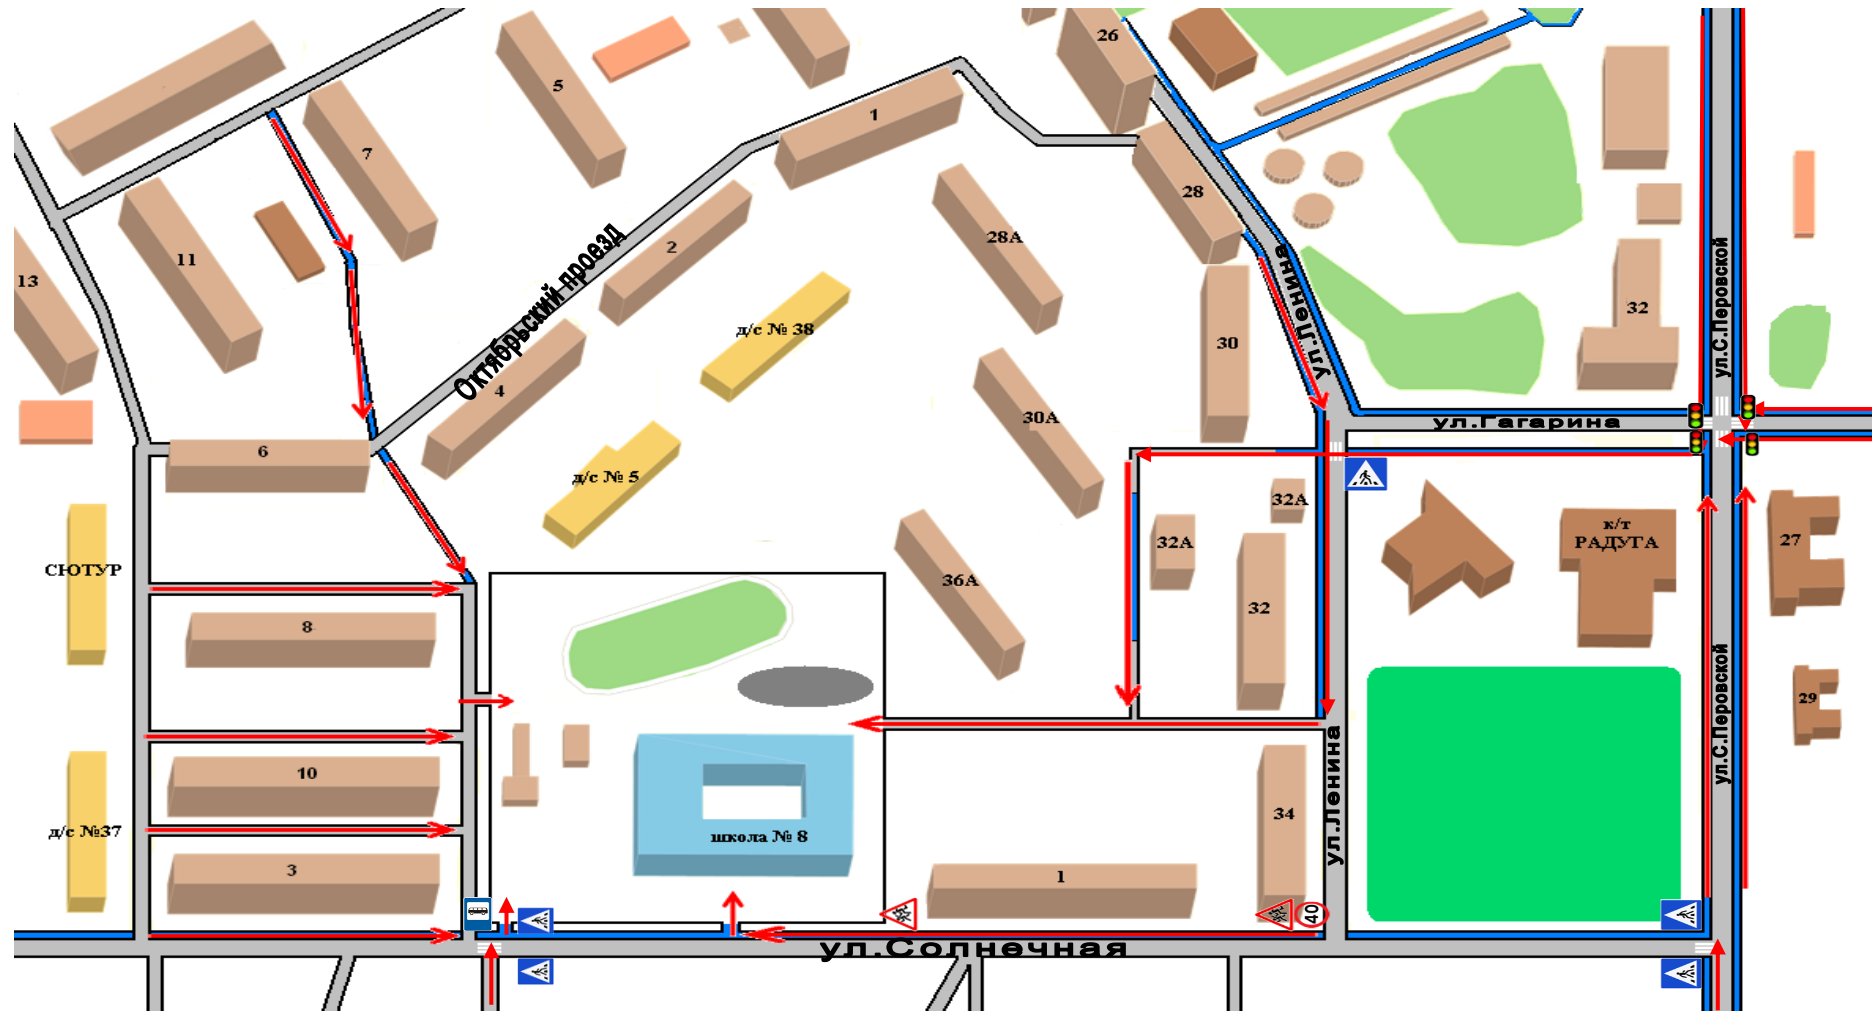 26
5
1
7
28
11
2
28А
13
Октябрьский проезд
ул.Ленина
ул.С.Перовской
32
д/с № 38
30
4
30А
ул.Гагарина
6
д/с № 5
32А
к/т
РАДУГА
27
32А
СЮТУР
36А
32
8
ул.С.Перовской
29
10
34
ул.Ленина
д/с №37
школа № 8
3
1
40
ул.Солнечная